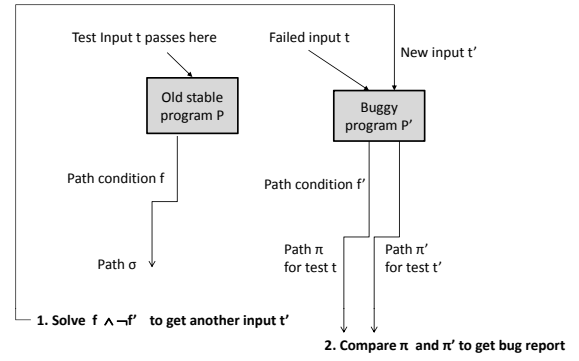 Test Input t passes here
Failed input t
New input t’
Old stable
program P
Buggy
program P’
Path condition f
Path condition f’
Path σ
Path π
for test t
Path π’
for test t’
1. Solve f ∧ ¬f’ to get another input t’
2. Compare π and π’ to get bug report